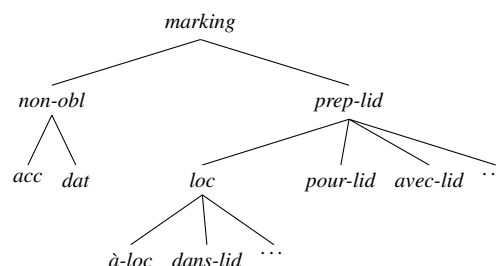 marking
non-obl prep-lid
acc dat loc pour-lid avec-lid ...
à-loc dans-lid ...